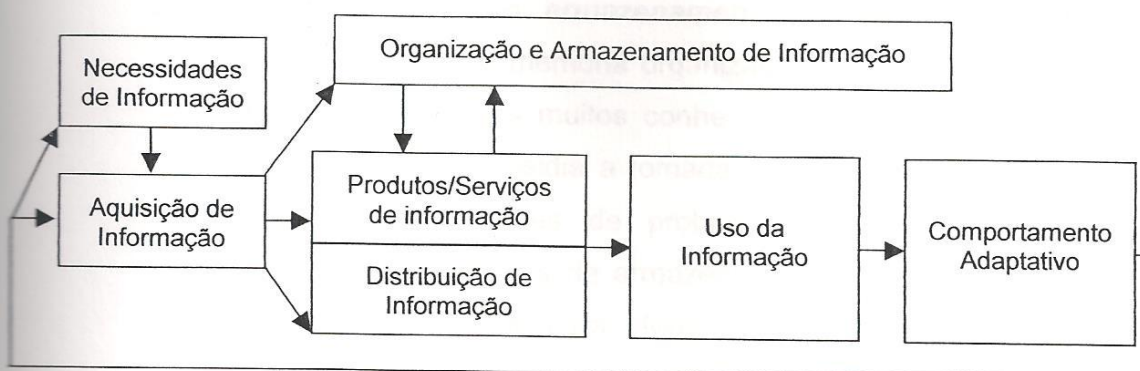 Necessidades
de Informação
Organização e Armazenamento de Informação
Aquisição de
Informação
Produtos/Serviços
de informação
Distribuição de
Informação
Uso da
Informação
Comportamento
Adaptativo